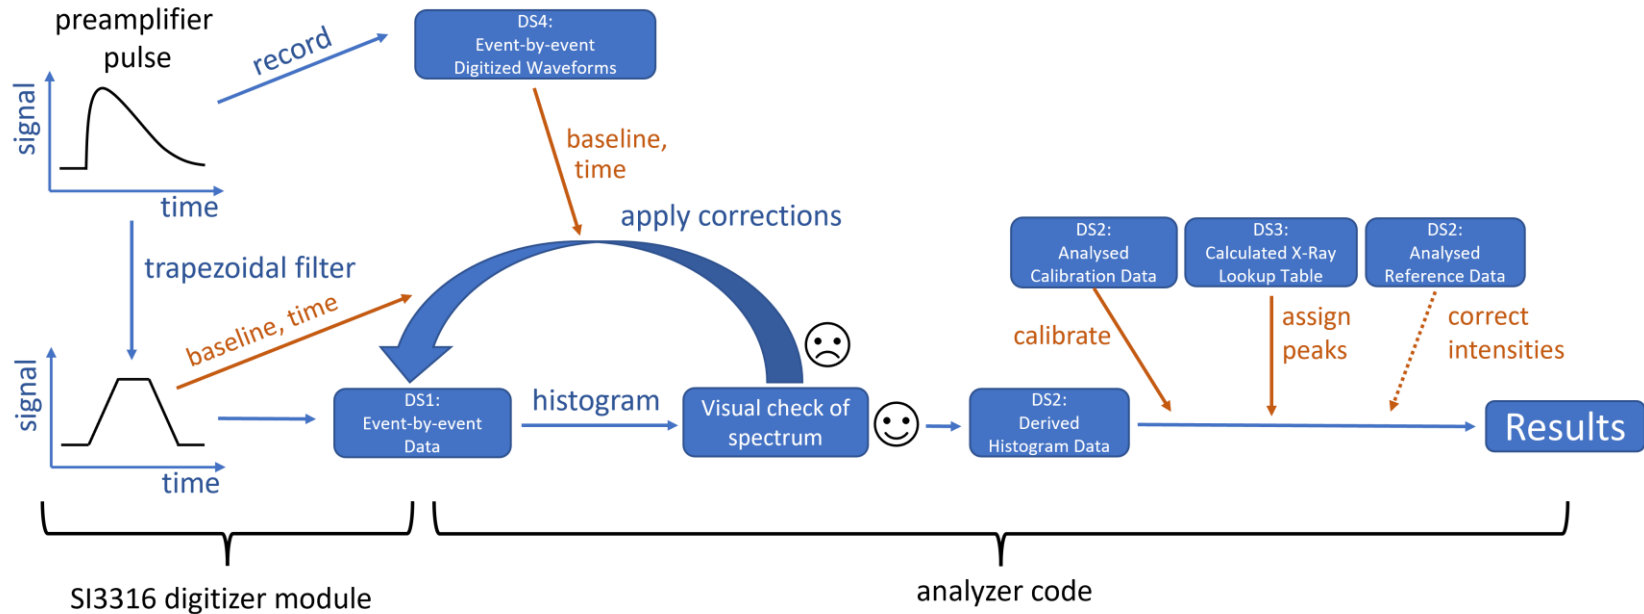 preamplifier
pulse
signal
time
record
DS4:
Event-by-event
Digitized Waveforms
baseline,
time
apply corrections
trapezoidal filter
baseline, time
signal
time
DS1:
Event-by-event
Data
histogram
Visual check of
spectrum
DS2:
Derived
Histogram Data
DS2:
Analysed
Calibration Data
DS3:
Calculated X-Ray
Lookup Table
DS2:
Analysed
Reference Data
calibrate
assign
peaks
correct
intensities
Results
SI3316 digitizer module
analyzer code